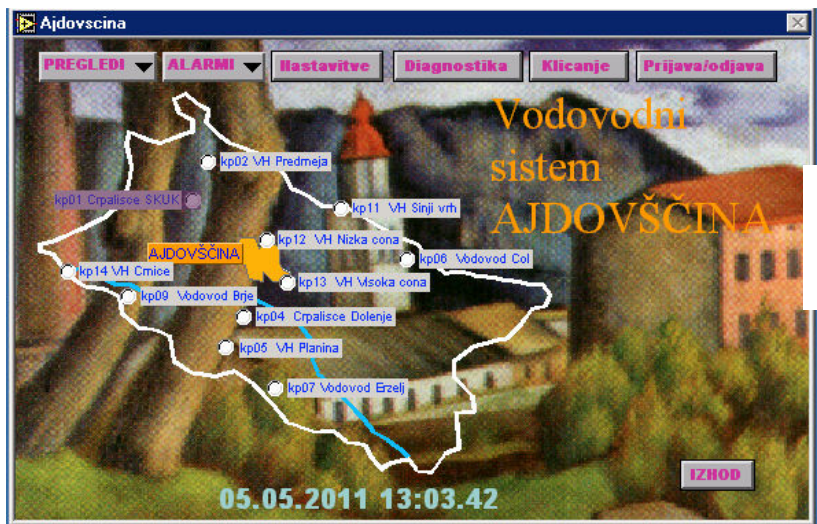 Ajdovscina
PREGLEDI ALARMI Nastavitve Diagnostika Klicanje Prijava/odjava
Vodovodni
sistem
AJDOVŠČINA
kp02 VH Predmeja
kp01 Crpalisce SKUK
kp11 VH Sinji vrh
kp12 VH Nizka cona
AJDOVŠČINA
kp06 Vodovod Col
kp14 VH Crnice
kp13 VH Visoka cona
kp09 Vodovod Brje
kp04 Crpalisce Dolenje
kp05 VH Planina
kp07 Vodovod Erzelj
IZHOD
05.05.2011 13:03.42